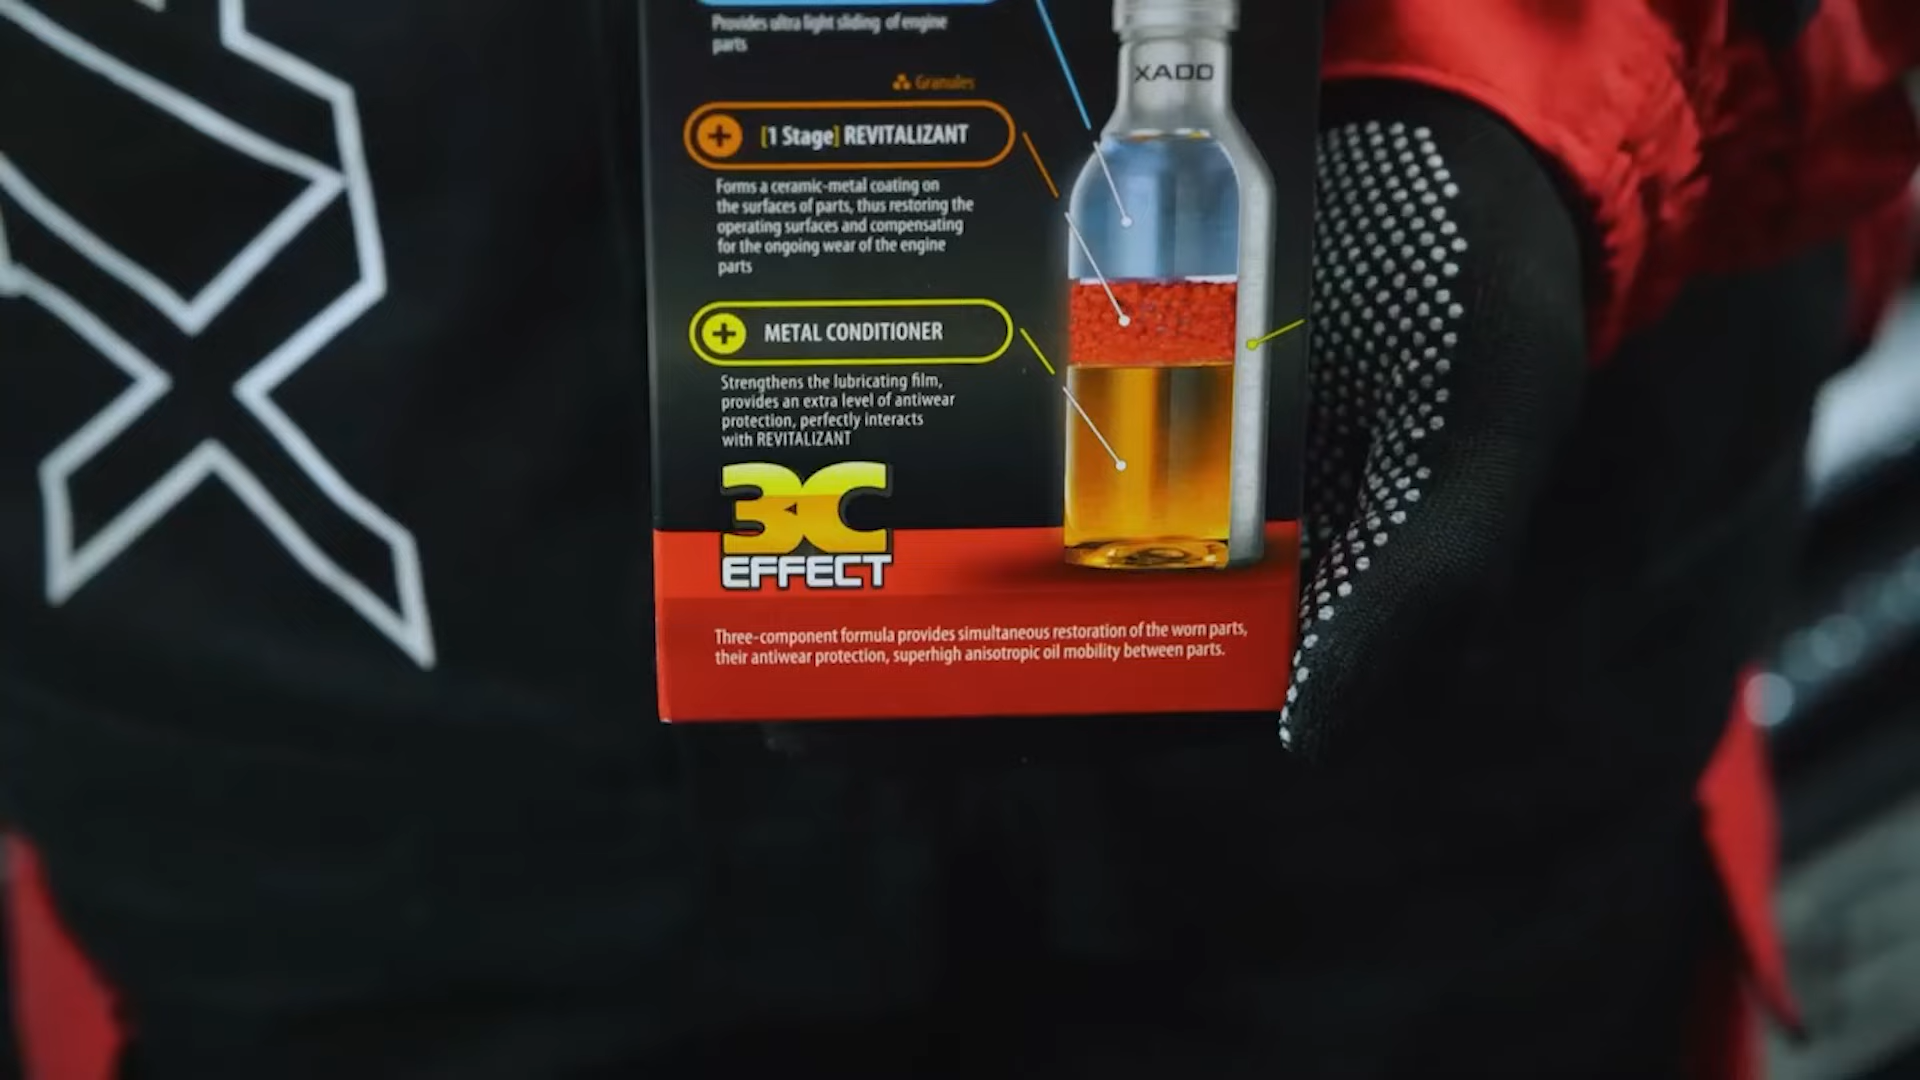 Provides ultra light sliding of engine
parts
Granules
[1 Stage] REVITALIZANT
Forms a ceramic-metal coating on
the surfaces of parts, thus restoring the
operating surfaces and compensating
for the ongoing wear of the engine
parts
METAL CONDITIONER
Strengthens the lubricating film,
provides an extra level of antiwear
protection, perfectly interacts
with REVITALIZANT
XADO
3C
EFFECT
Three-component formula provides simultaneous restoration of the worn parts,
their antiwear protection, superhigh anisotropic oil mobility between parts.